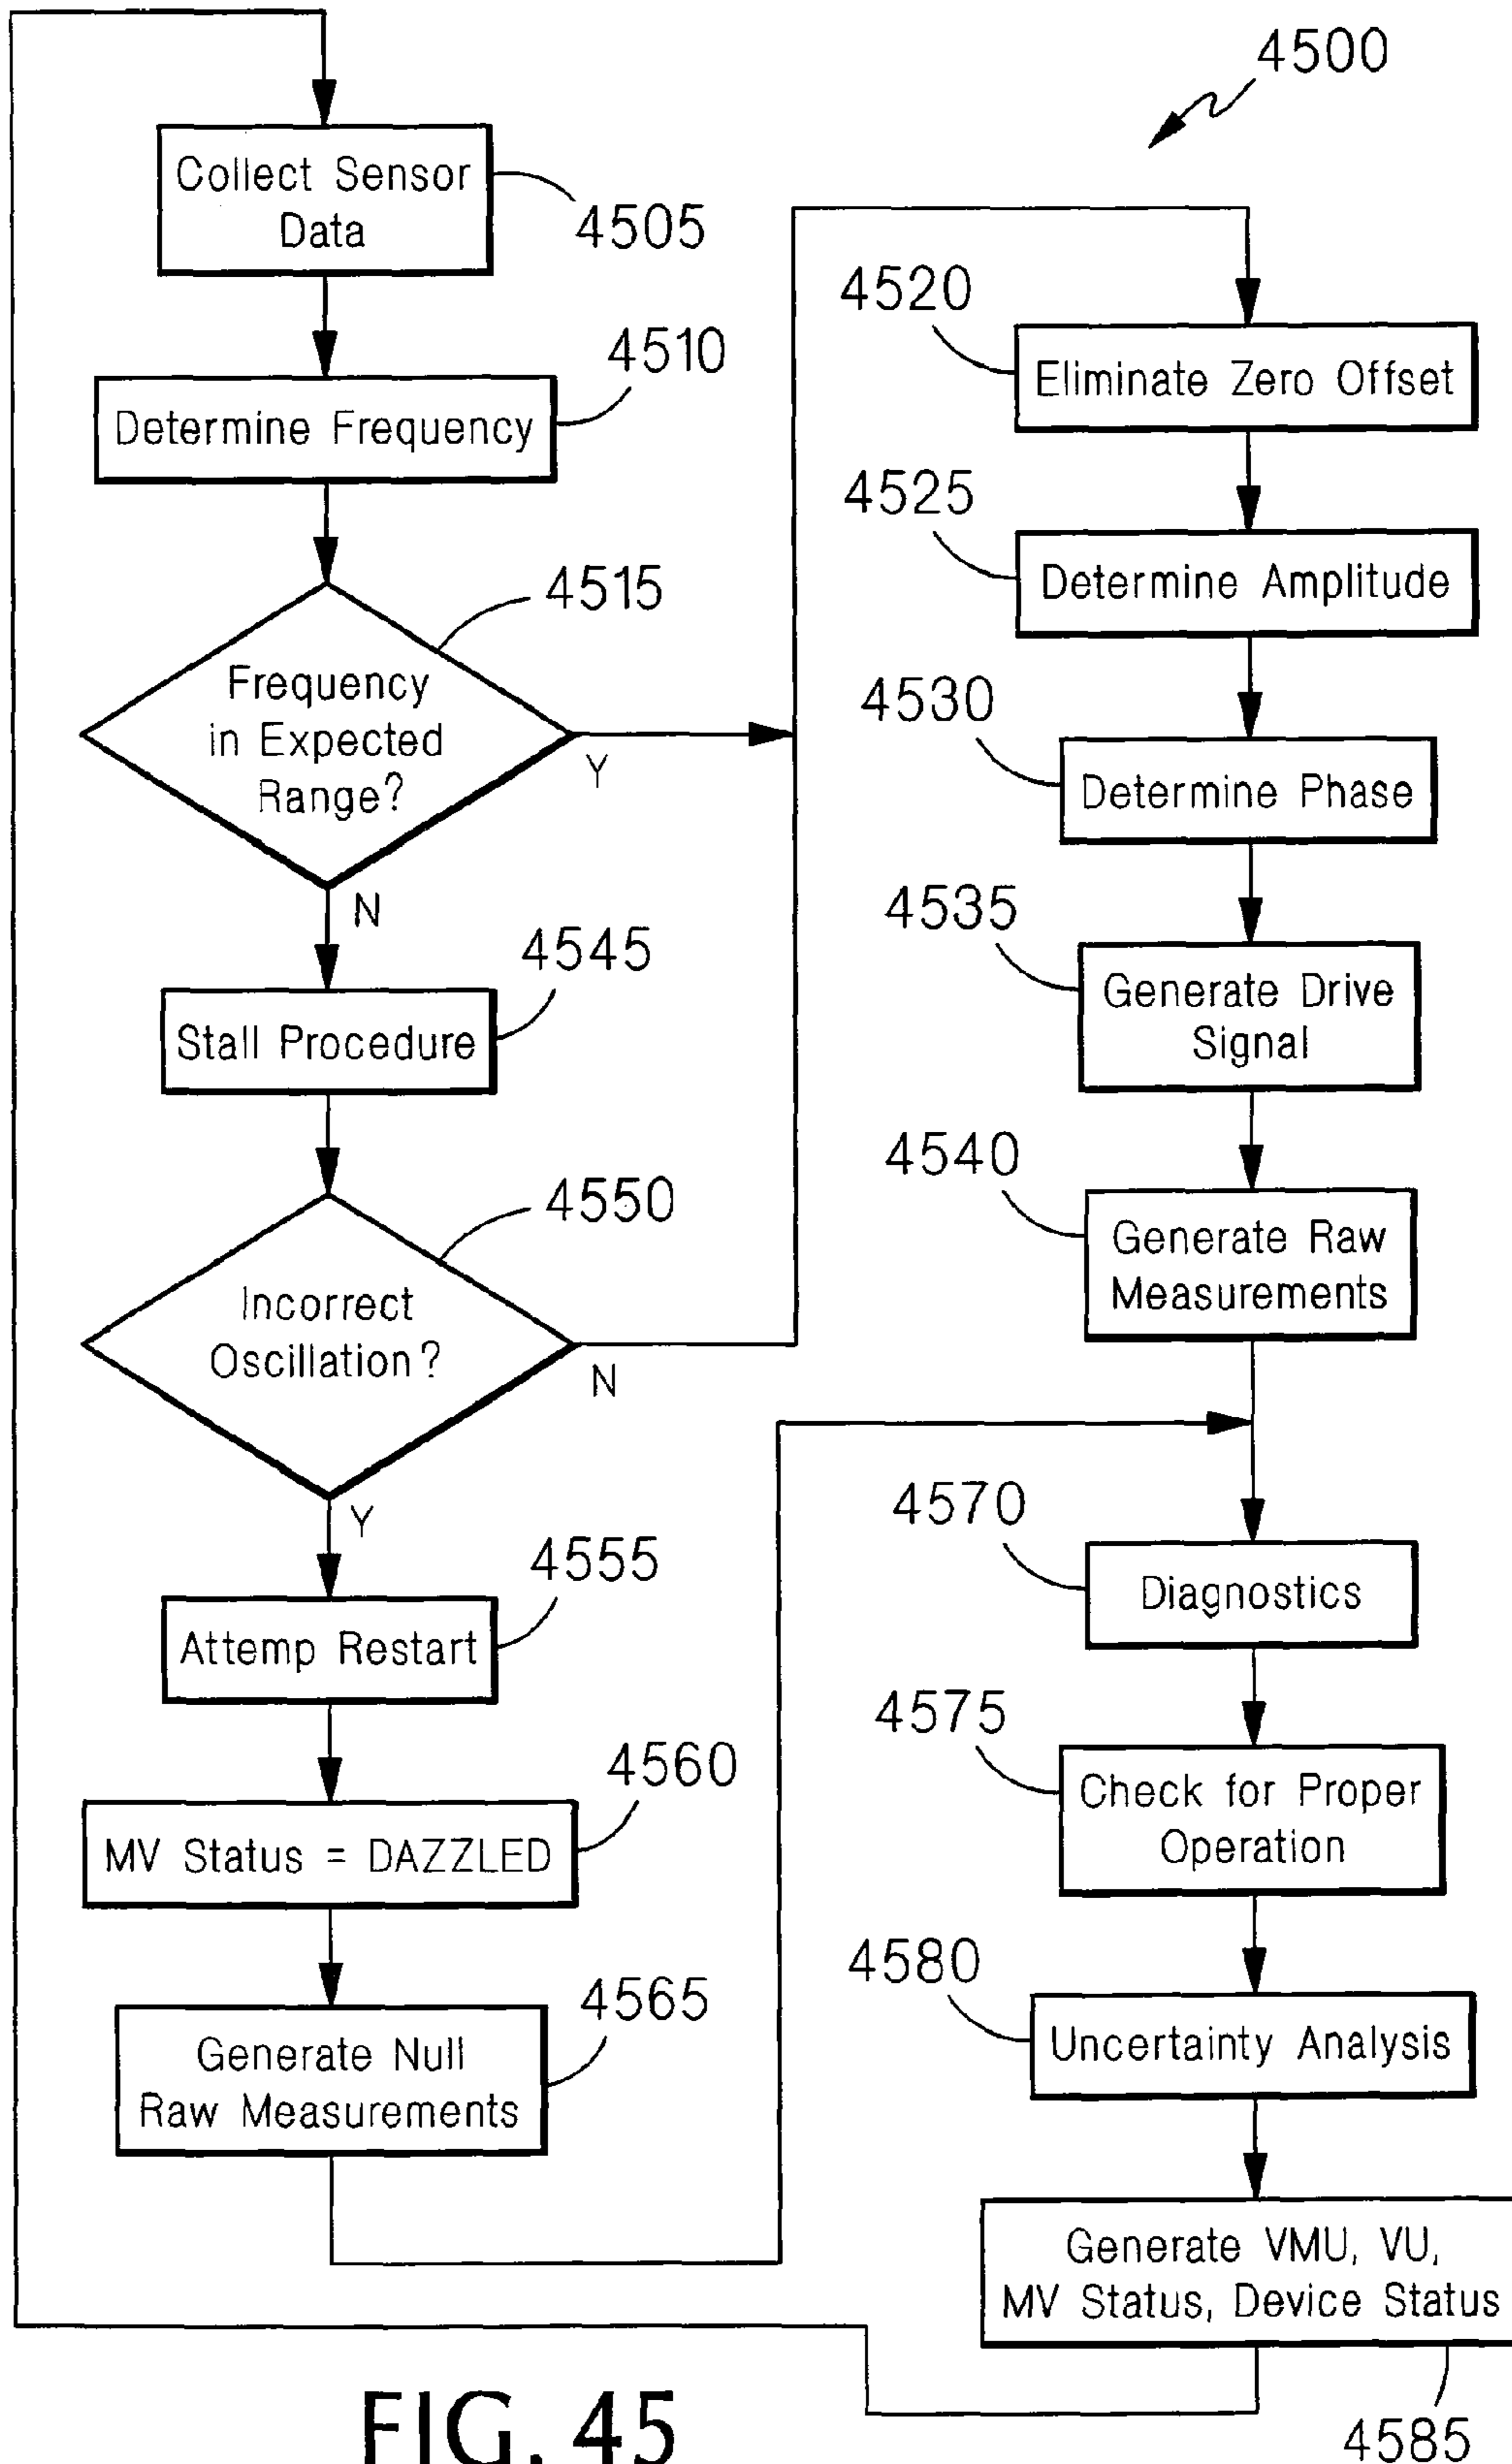 4500
Collect Sensor
Data
4505
Determine Frequency
4510
Frequency
in Expected
Range?
4515
Y
N
Stall Procedure
4545
Incorrect
Oscillation?
4550
N
Y
Attemp Restart
4555
MV Status = DAZZLED
4560
Generate Null
Raw Measurements
4565
4520
Eliminate Zero Offset
4525
Determine Amplitude
4530
Determine Phase
4535
Generate Drive
Signal
4540
Generate Raw
Measurements
4570
Diagnostics
4575
Check for Proper
Operation
4580
Uncertainty Analysis
Generate VMU, VU,
MV Status, Device Status
4585
FIG. 45